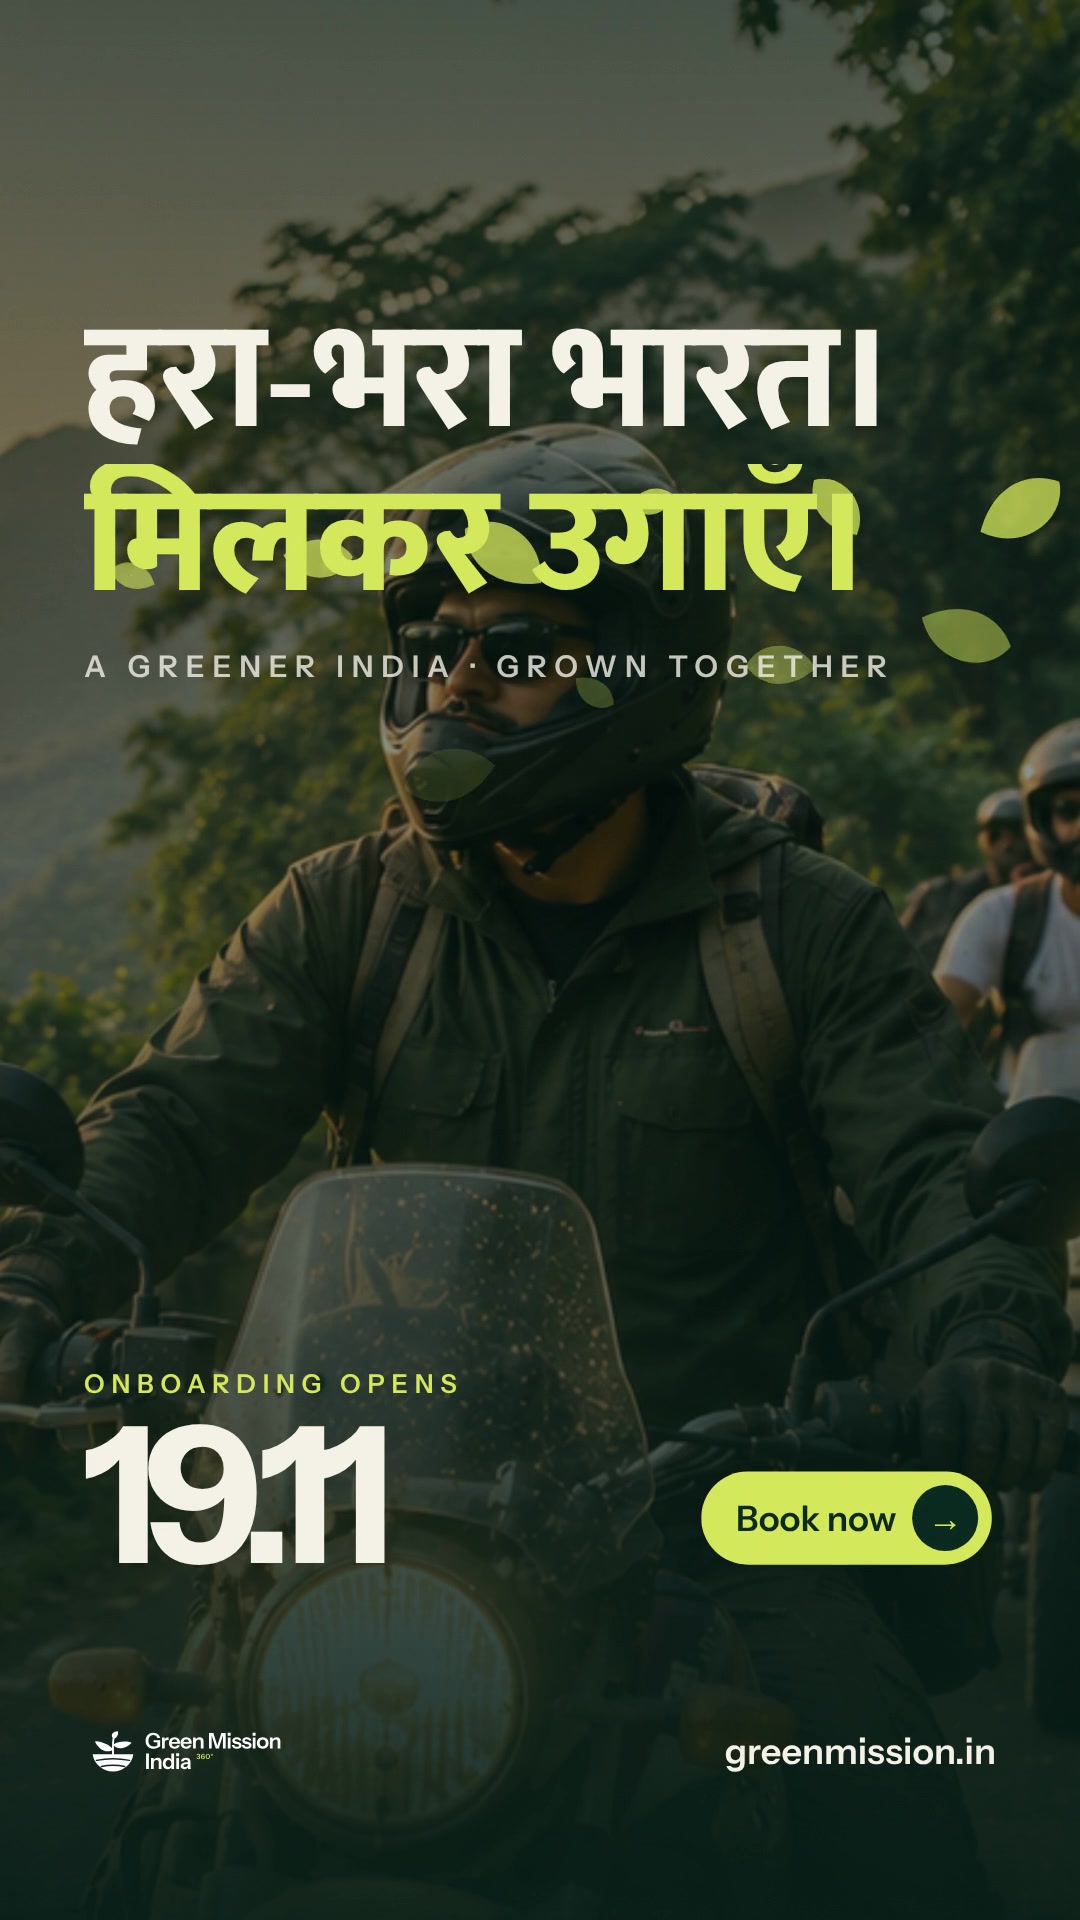 हरा-भरा भारत।
मिलकर उगाएँ।
A GREENER INDIA · GROWN TOGETHER
ONBOARDING OPENS
19.11
Book now →
Green Mission
India 360°
greenmission.in